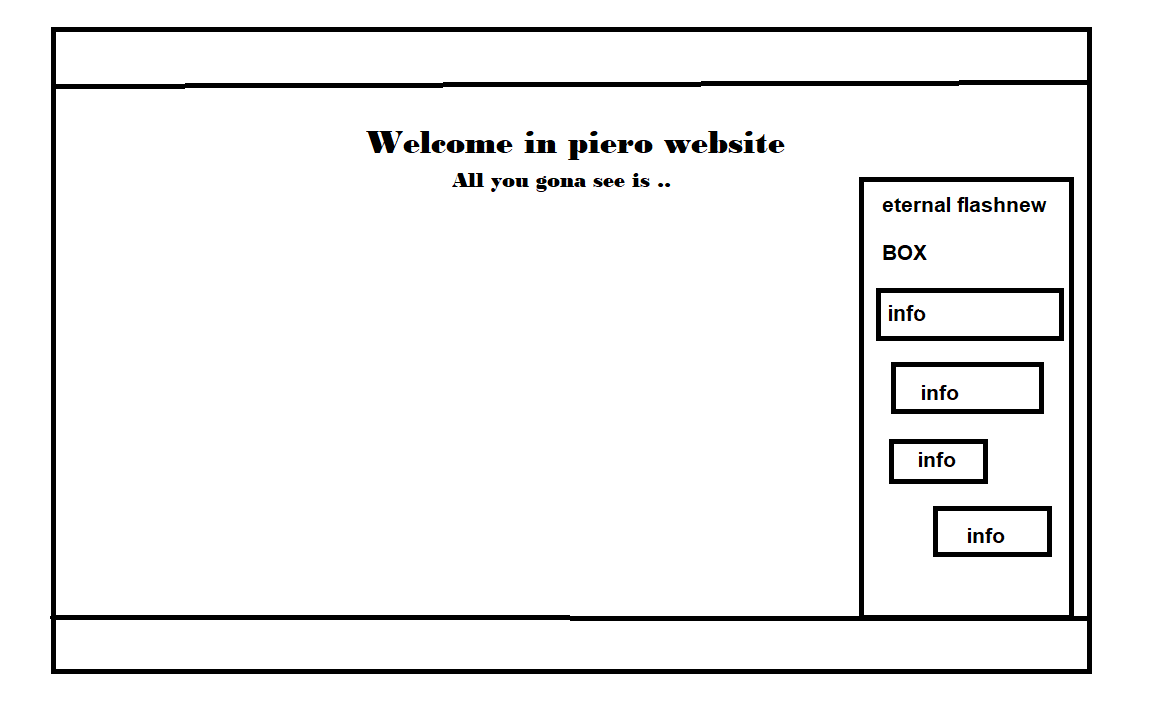 Welcome in piero website
All you gona see is ..
eternal flashnew
BOX
info
info
info
info